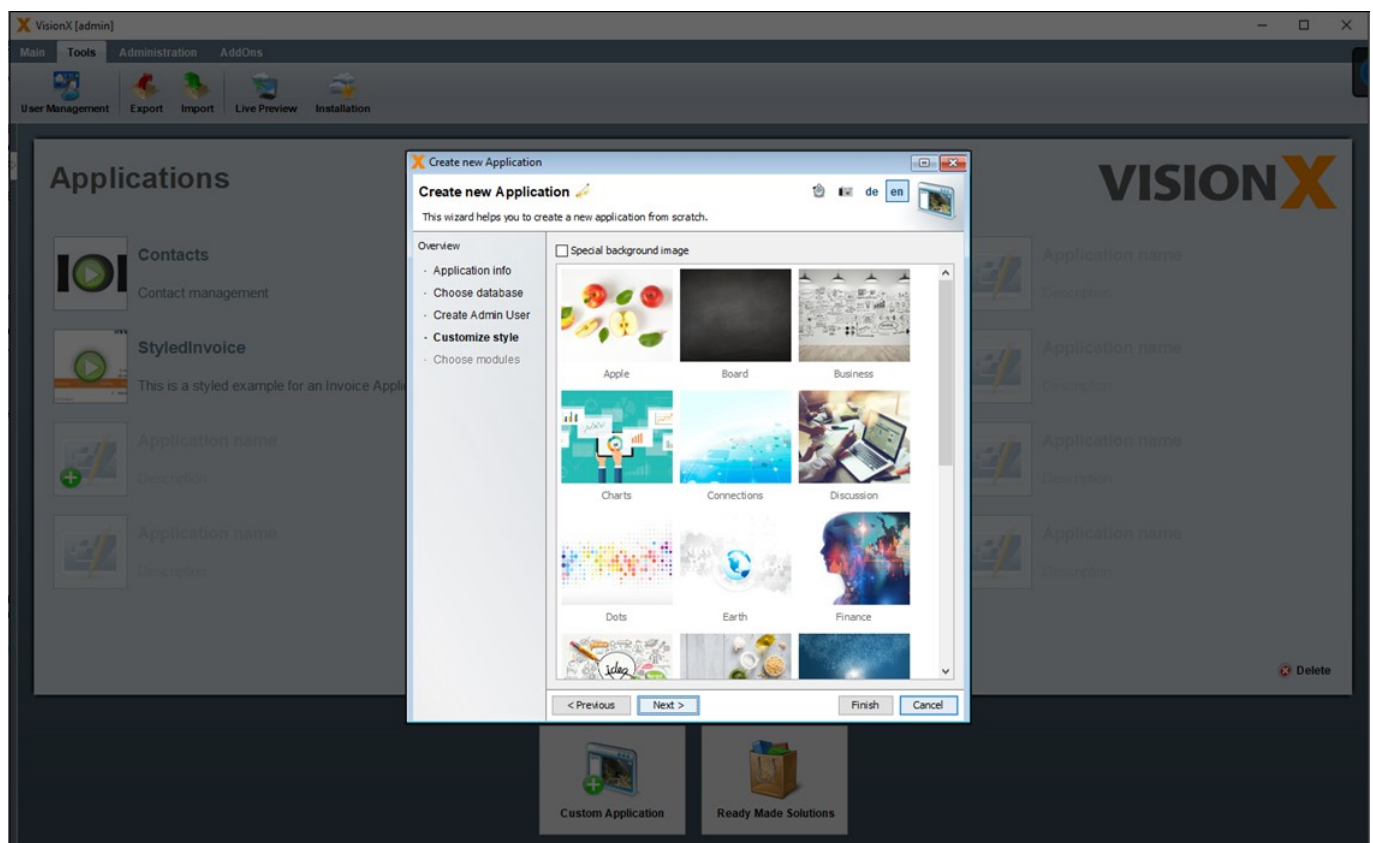 VisionX [admin]
Main Tools Administration AddOns
User Management Export Import Live Preview Installation
Applications
VISIONX
Contacts
Contact management
StyledInvoice
This is a styled example for an Invoice Appli
Application name
Description
Application name
Description
Create new Application
Create new Application
de en
This wizard helps you to create a new application from scratch.
Overview
· Application info
· Choose database
· Create Admin User
· Customize style
· Choose modules
Special background image
Apple Board Business
Charts Connections Discussion
Dots Earth Finance
idea
< Previous Next > Finish Cancel
Application name
Description
Application name
Description
Application name
Description
Application name
Description
Delete
Custom Application Ready Made Solutions